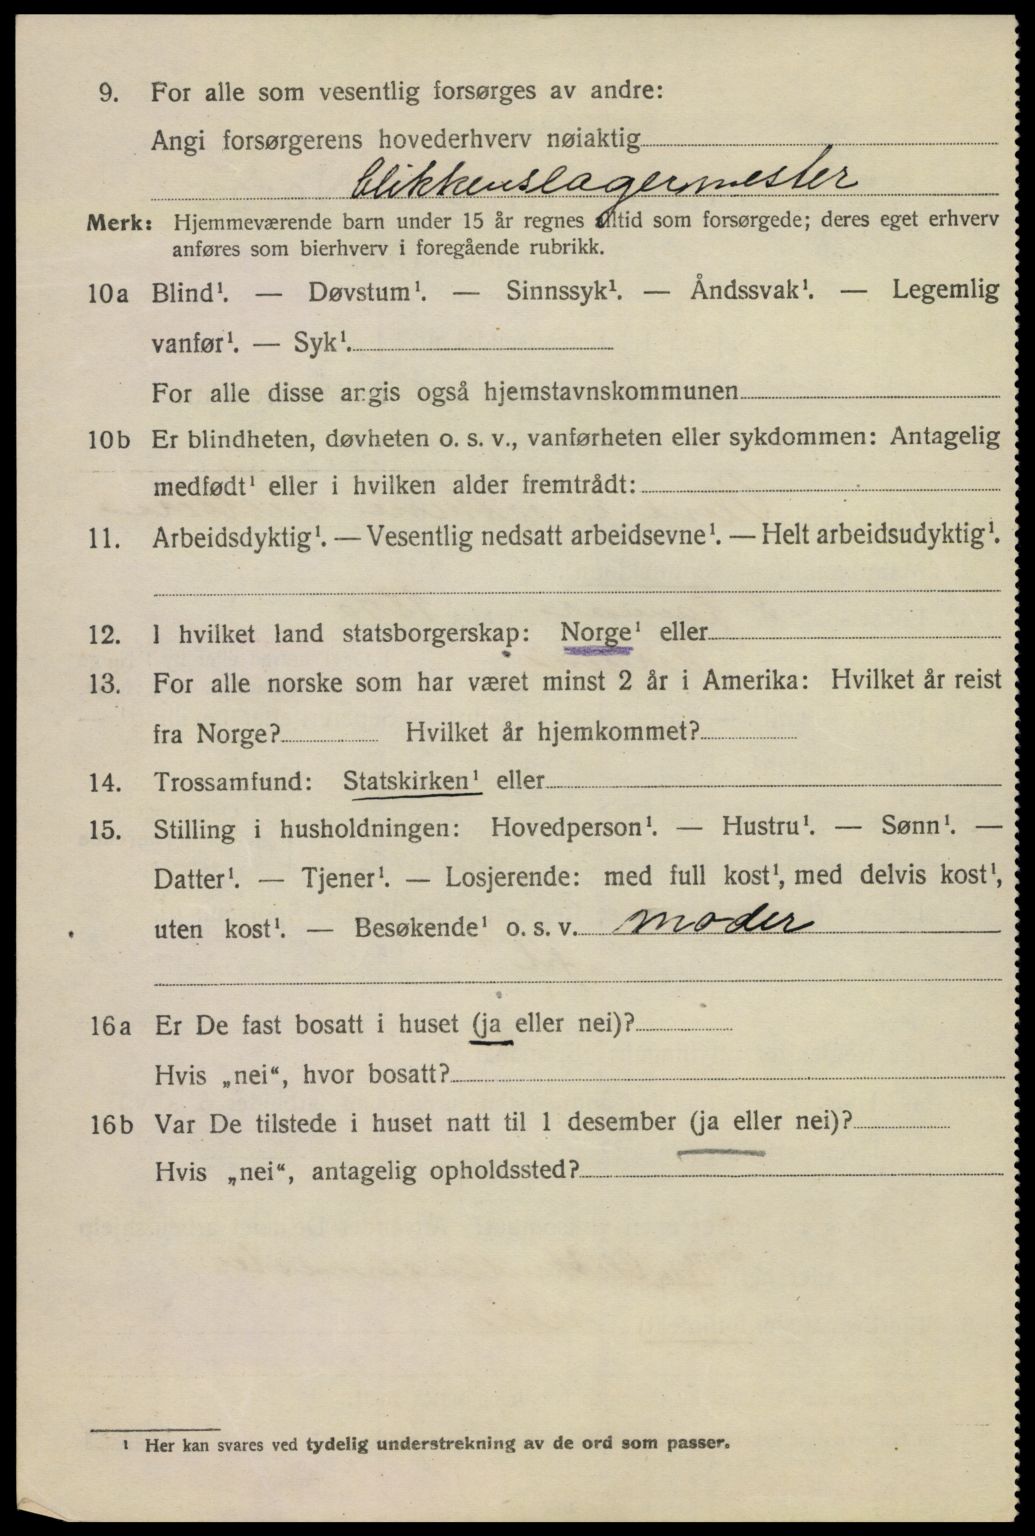 9. For alle som vesentlig forsørges av andre:
Angi forsørgerens hovederhverv nøiaktig
blikkenslagermester
Merk: Hjemmeværende barn under 15 år regnes altid som forsørgede; deres eget erhverv
anføres som bierhverv i foregående rubrikk.
10a Blind¹. — Døvstum¹. — Sinnssyk¹. — Åndssvak¹. — Legemlig
vanfør¹. — Syk¹.
For alle disse angis også hjemstavnskommunen
10b Er blindheten, døvheten o. s. v., vanførheten eller sykdommen: Antagelig
medfødt¹ eller i hvilken alder fremtrådt:
11. Arbeidsdyktig¹. — Vesentlig nedsatt arbeidsevne¹. — Helt arbeidsudyktig¹.
12. I hvilket land statsborgerskap: Norge¹ eller
13. For alle norske som har været minst 2 år i Amerika: Hvilket år reist
fra Norge? Hvilket år hjemkommet?
14. Trossamfund: Statskirken¹ eller
15. Stilling i husholdningen: Hovedperson¹. — Hustru¹. — Sønn¹. —
Datter¹. — Tjener¹. — Losjerende: med full kost¹, med delvis kost¹,
uten kost¹. — Besøkende¹ o. s. v. moder
16a Er De fast bosatt i huset (ja eller nei)?
Hvis „nei“, hvor bosatt?
16b Var De tilstede i huset natt til 1 desember (ja eller nei)?
Hvis „nei“, antagelig opholdssted?
¹ Her kan svares ved tydelig understrekning av de ord som passer.